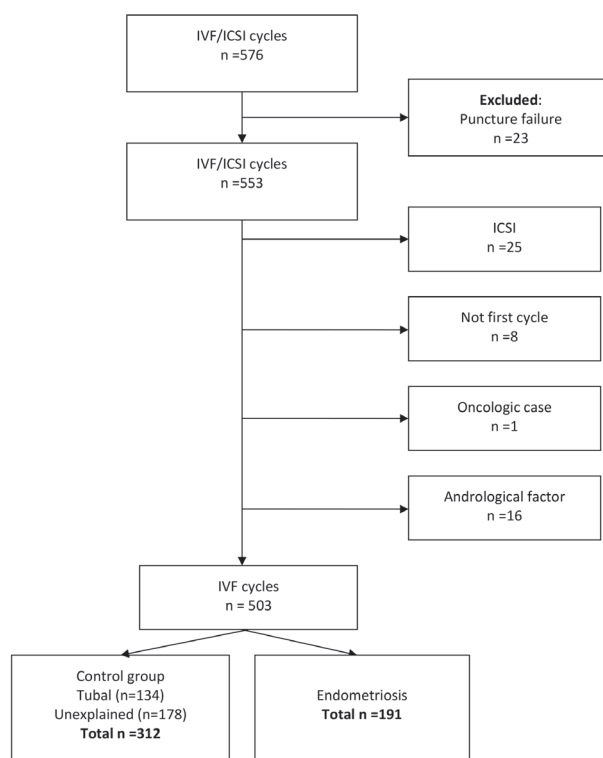 IVF/ICSI cycles
n =576
Excluded:
Puncture failure
n =23
IVF/ICSI cycles
n =553
ICSI
n =25
Not first cycle
n =8
Oncologic case
n =1
Andrological factor
n =16
IVF cycles
n = 503
Control group
Tubal (n=134)
Unexplained (n=178)
Total n =312
Endometriosis
Total n =191